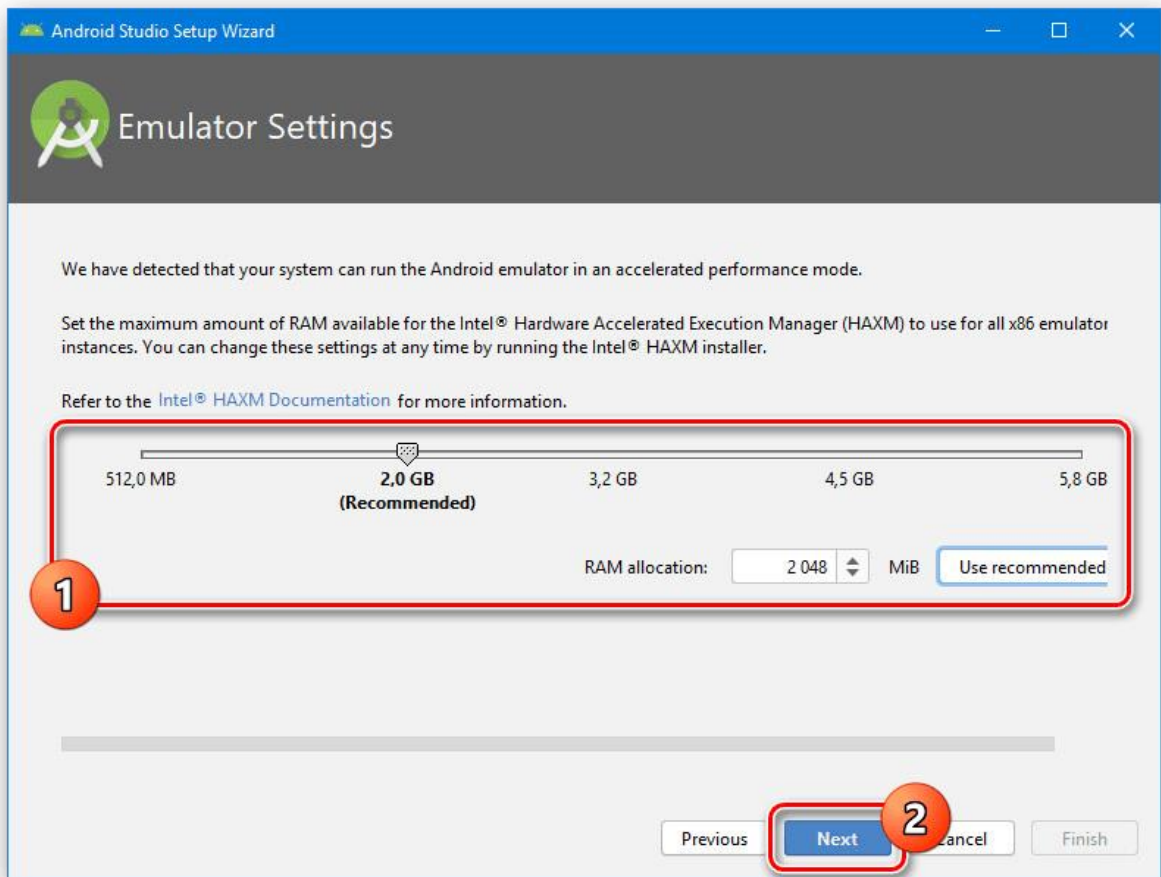 Android Studio Setup Wizard
Emulator Settings
We have detected that your system can run the Android emulator in an accelerated performance mode.
Set the maximum amount of RAM available for the Intel® Hardware Accelerated Execution Manager (HAXM) to use for all x86 emulator
instances. You can change these settings at any time by running the Intel® HAXM installer.
Refer to the Intel® HAXM Documentation for more information.
512,0 MB 2,0 GB 3,2 GB 4,5 GB 5,8 GB
(Recommended)
RAM allocation: 2 048 MiB Use recommended
1
2
Previous Next Cancel Finish